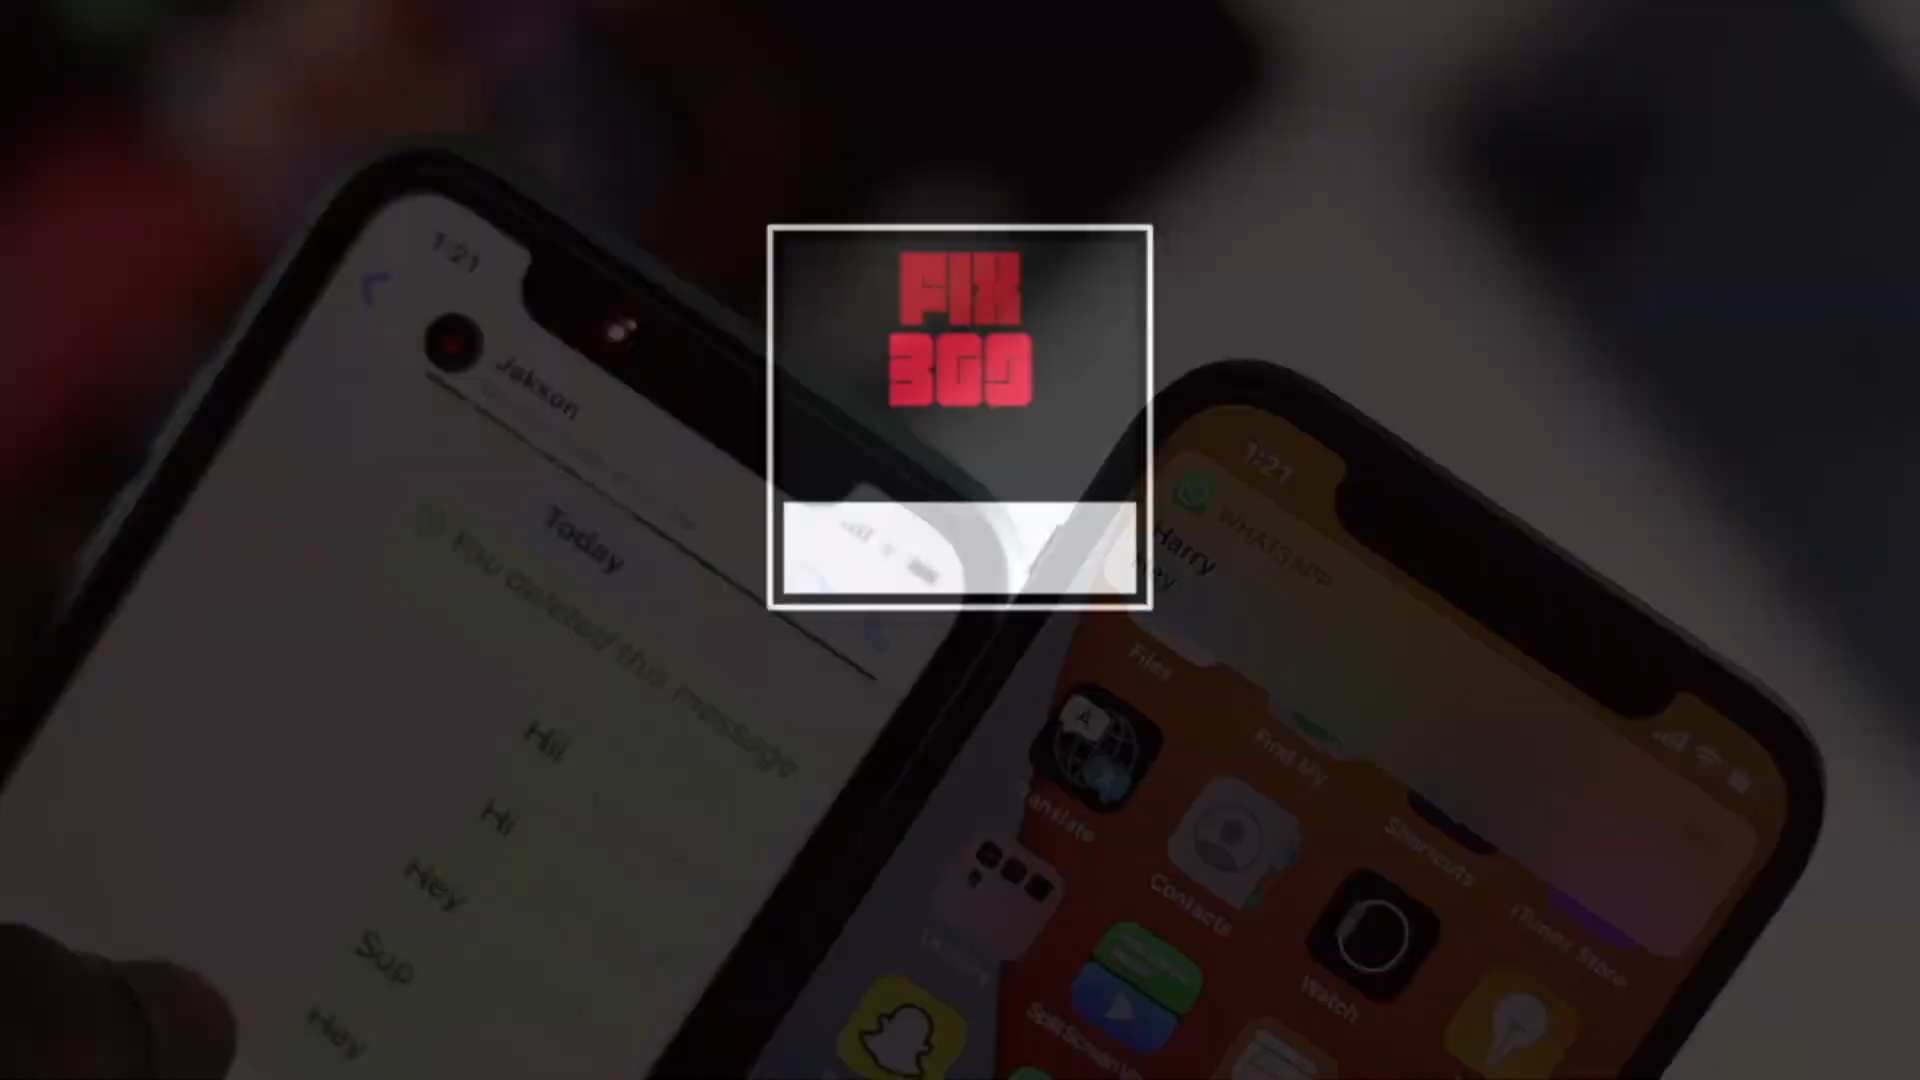 FIX
369
1:21
Jakson
Today
You deleted this message
Hii
Hi
Hey
Sup
Hey
1:21
WHATSAPP
Harry
Hey
Files
Find My
Shortcuts
iTunes Store
Translate
Contacts
Watch